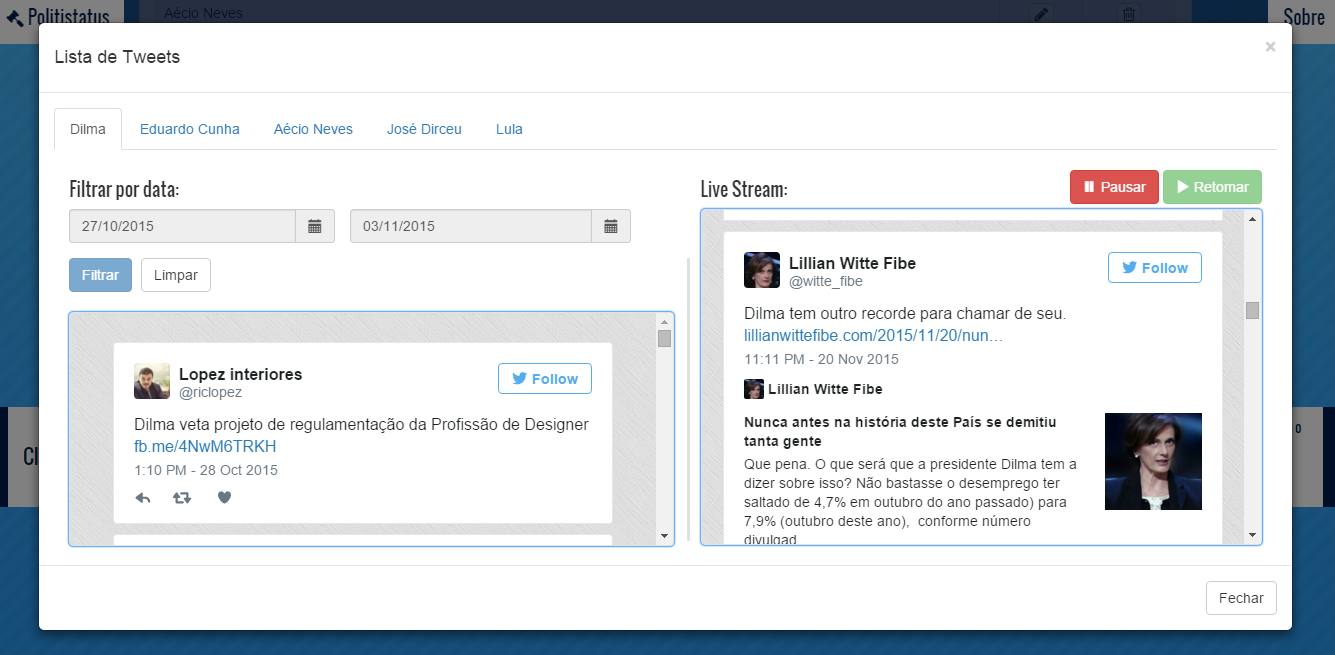 Politistatus
Aécio Neves
Sobre
Lista de Tweets
×
Dilma
Eduardo Cunha
Aécio Neves
José Dirceu
Lula
Filtrar por data:
27/10/2015
03/11/2015
Filtrar
Limpar
Lopez interiores
@riclopez
Follow
Dilma veta projeto de regulamentação da Profissão de Designer
fb.me/4NwM6TRKH
1:10 PM - 28 Oct 2015
Live Stream:
Pausar
Retomar
Lillian Witte Fibe
@witte_fibe
Follow
Dilma tem outro recorde para chamar de seu.
lillianwittefibe.com/2015/11/20/nun…
11:11 PM - 20 Nov 2015
Lillian Witte Fibe
Nunca antes na história deste País se demitiu
tanta gente
Que pena. O que será que a presidente Dilma tem a
dizer sobre isso? Não bastasse o desemprego ter
saltado de 4,7% em outubro do ano passado) para
7,9% (outubro deste ano), conforme número
divulgad
Fechar